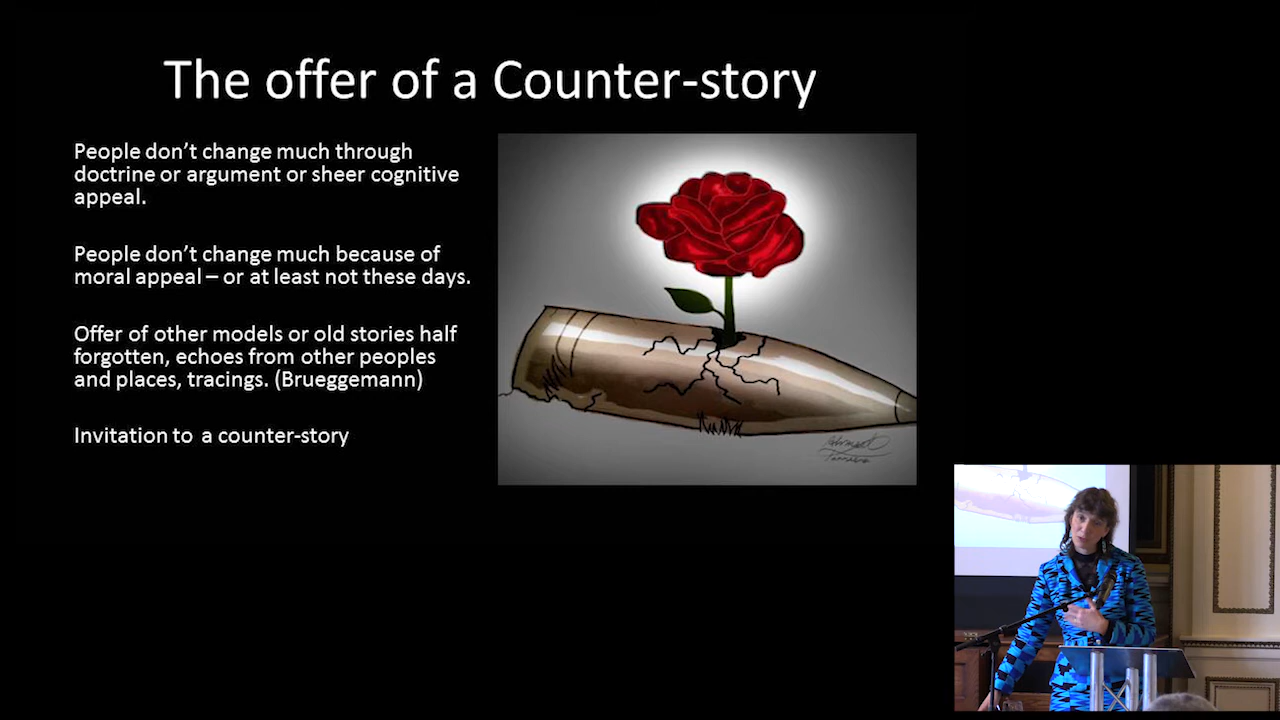 The offer of a Counter-story
People don’t change much through
doctrine or argument or sheer cognitive
appeal.
People don’t change much because of
moral appeal – or at least not these days.
Offer of other models or old stories half
forgotten, echoes from other peoples
and places, tracings. (Brueggemann)
Invitation to a counter-story